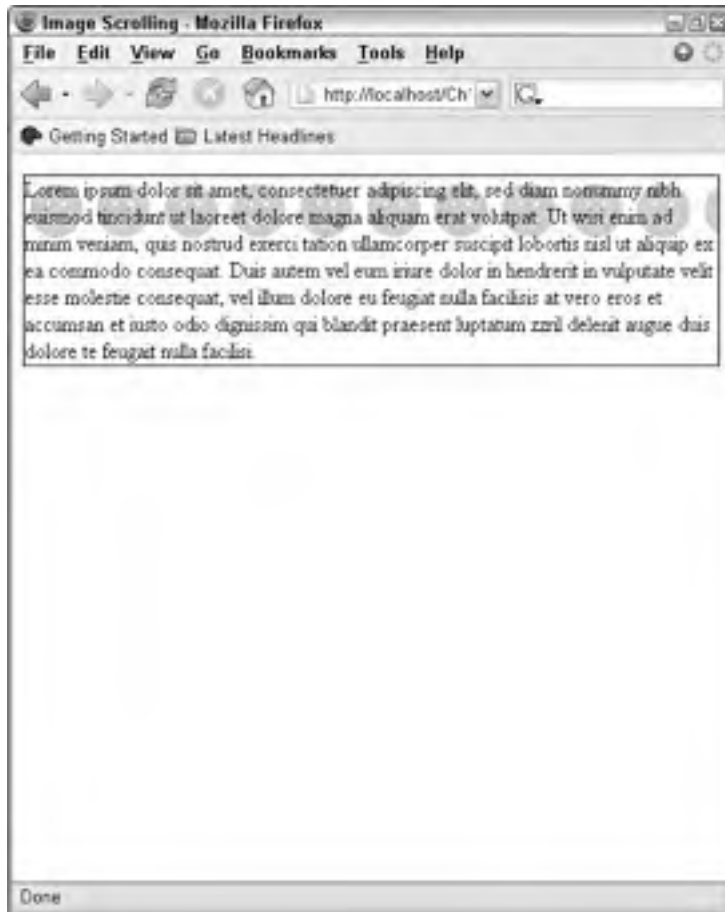 Image Scrolling - Mozilla Firefox
File Edit View Go Bookmarks Tools Help
http://localhost/Ch
Getting Started Latest Headlines
Lorem ipsum dolor sit amet, consectetuer adipiscing elit, sed diam nonummy nibh
euismod tincidunt ut laoreet dolore magna aliquam erat volutpat. Ut wisi enim ad
minim veniam, quis nostrud exerci tation ullamcorper suscipit lobortis nisl ut aliquip ex
ea commodo consequat. Duis autem vel eum iriure dolor in hendrerit in vulputate velit
esse molestie consequat, vel illum dolore eu feugiat nulla facilisis at vero eros et
accumsan et iusto odio dignissim qui blandit praesent luptatum zzril delenit augue duis
dolore te feugait nulla facilisi.
Done